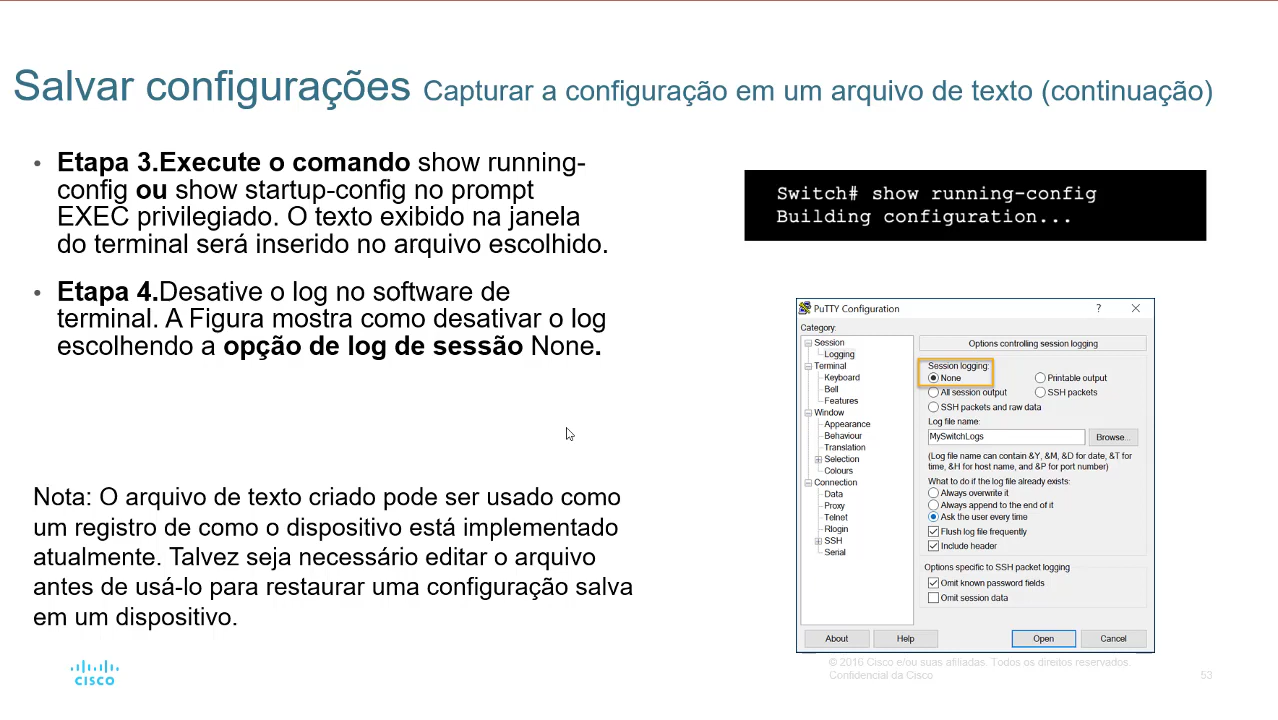 Salvar configurações Capturar a configuração em um arquivo de texto (continuação)
• Etapa 3.Execute o comando show running-
config ou show startup-config no prompt
EXEC privilegiado. O texto exibido na janela
do terminal será inserido no arquivo escolhido.
• Etapa 4.Desative o log no software de
terminal. A Figura mostra como desativar o log
escolhendo a opção de log de sessão None.
Nota: O arquivo de texto criado pode ser usado como
um registro de como o dispositivo está implementado
atualmente. Talvez seja necessário editar o arquivo
antes de usá-lo para restaurar uma configuração salva
em um dispositivo.
Switch# show running-config
Building configuration...
PuTTY Configuration
Category:
Session
Logging
Terminal
Keyboard
Bell
Features
Window
Appearance
Behaviour
Translation
Selection
Colours
Connection
Data
Proxy
Telnet
Rlogin
SSH
Serial
Options controlling session logging
Session logging:
None Printable output
All session output SSH packets
SSH packets and raw data
Log file name:
MySwitchLogs Browse...
(Log file name can contain &Y, &M, &D for date, &T for
time, &H for host name, and &P for port number)
What to do if the log file already exists:
Always overwrite it
Always append to the end of it
Ask the user every time
Flush log file frequently
Include header
Options specific to SSH packet logging
Omit known password fields
Omit session data
About Help Open Cancel
CISCO
© 2016 Cisco e/ou suas afiliadas. Todos os direitos reservados.
Confidencial da Cisco
53